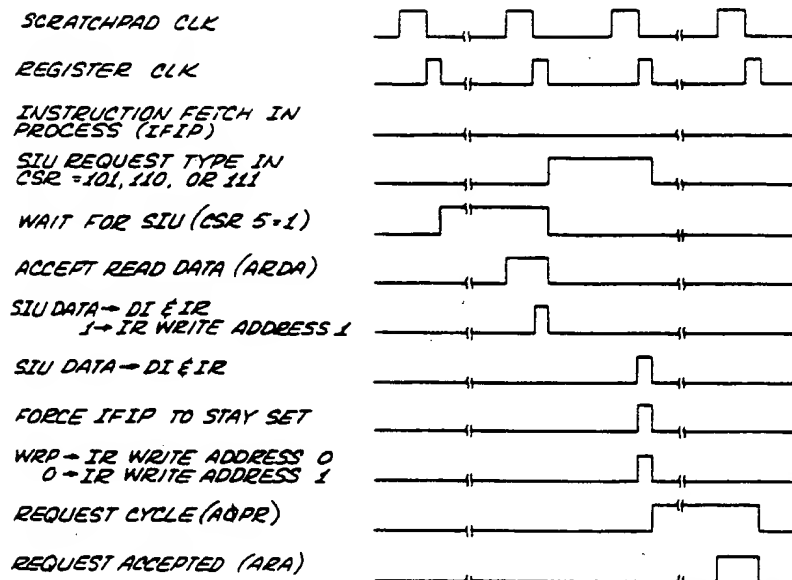 SCRATCHPAD CLK
REGISTER CLK
INSTRUCTION FETCH IN
PROCESS (IFIP)
SIU REQUEST TYPE IN
CSR =101, 110, OR 111
WAIT FOR SIU (CSR 5=1)
ACCEPT READ DATA (ARDA)
SIU DATA→ DI & IR
1→ IR WRITE ADDRESS 1
SIU DATA→ DI & IR
FORCE IFIP TO STAY SET
WRP→ IR WRITE ADDRESS 0
0→ IR WRITE ADDRESS 1
REQUEST CYCLE (AOPR)
REQUEST ACCEPTED (ARA)